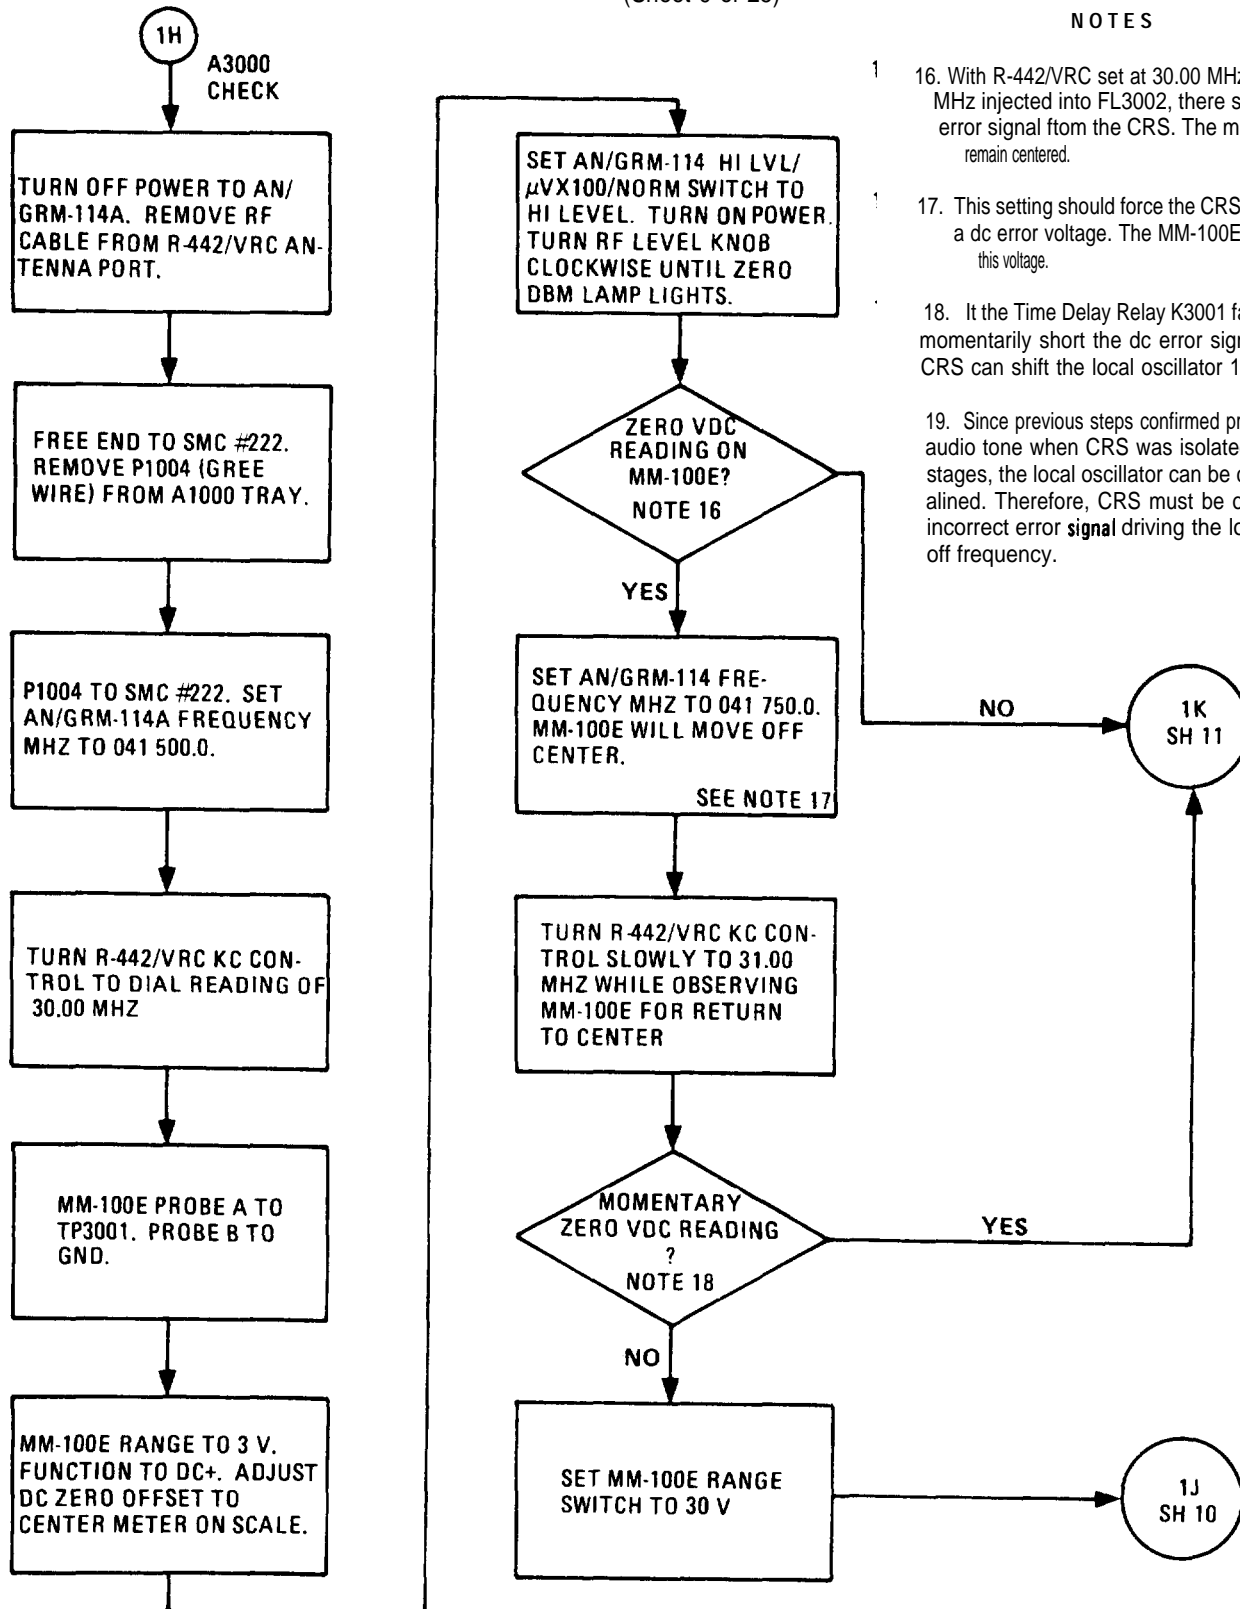 1H
A3000
CHECK
TURN OFF POWER TO AN/
GRM-114A. REMOVE RF
CABLE FROM R-442/VRC AN-
TENNA PORT.
FREE END TO SMC #222.
REMOVE P1004 (GREE
WIRE) FROM A1000 TRAY.
P1004 TO SMC #222. SET
AN/GRM-114A FREQUENCY
MHZ TO 041 500.0.
TURN R-442/VRC KC CON-
TROL TO DIAL READING OF
30.00 MHZ
MM-100E PROBE A TO
TP3001. PROBE B TO
GND.
MM-100E RANGE TO 3 V.
FUNCTION TO DC+. ADJUST
DC ZERO OFFSET TO
CENTER METER ON SCALE.
SET AN/GRM-114 HI LVL/
µVX100/NORM SWITCH TO
HI LEVEL. TURN ON POWER.
TURN RF LEVEL KNOB
CLOCKWISE UNTIL ZERO
DBM LAMP LIGHTS.
ZERO VDC
READING ON
MM-100E?
NOTE 16
YES
NO
SET AN/GRM-114 FRE-
QUENCY MHZ TO 041 750.0.
MM-100E WILL MOVE OFF
CENTER.
SEE NOTE 17
TURN R-442/VRC KC CON-
TROL SLOWLY TO 31.00
MHZ WHILE OBSERVING
MM-100E FOR RETURN
TO CENTER
MOMENTARY
ZERO VDC READING
?
NOTE 18
YES
NO
SET MM-100E RANGE
SWITCH TO 30 V
1K
SH 11
1J
SH 10
NOTES
16. With R-442/VRC set at 30.00 MHz
MHz injected into FL3002, there s
error signal ftom the CRS. The m
remain centered.
17. This setting should force the CRS
a dc error voltage. The MM-100E
this voltage.
18. It the Time Delay Relay K3001 fa
momentarily short the dc error sign
CRS can shift the local oscillator 1
19. Since previous steps confirmed pr
audio tone when CRS was isolate
stages, the local oscillator can be c
alined. Therefore, CRS must be c
incorrect error signal driving the lo
off frequency.